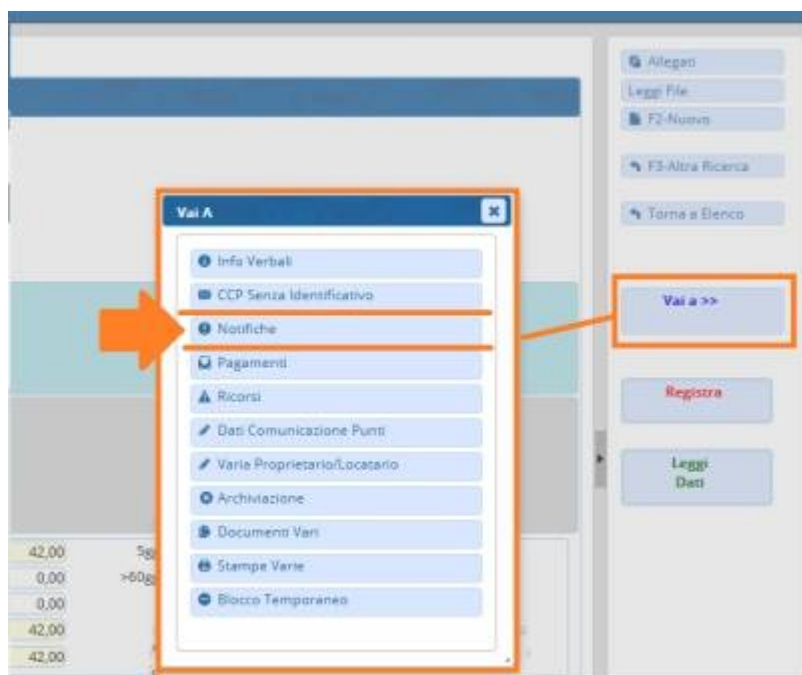 Allegati
Leggi File
F2-Nuovo
F3-Altra Ricerca
Torna a Elenco
Vai a >>
Registra
Leggi
Dati
Vai A
Info Verbali
CCP Senza Identificativo
Notifiche
Pagamenti
Ricorsi
Dati Comunicazione Punti
Varia Proprietario/Locatario
Archiviazione
Documenti Vari
Stampe Varie
Blocco Temporaneo
42,00
0,00 >60g
0,00
42,00
42,00